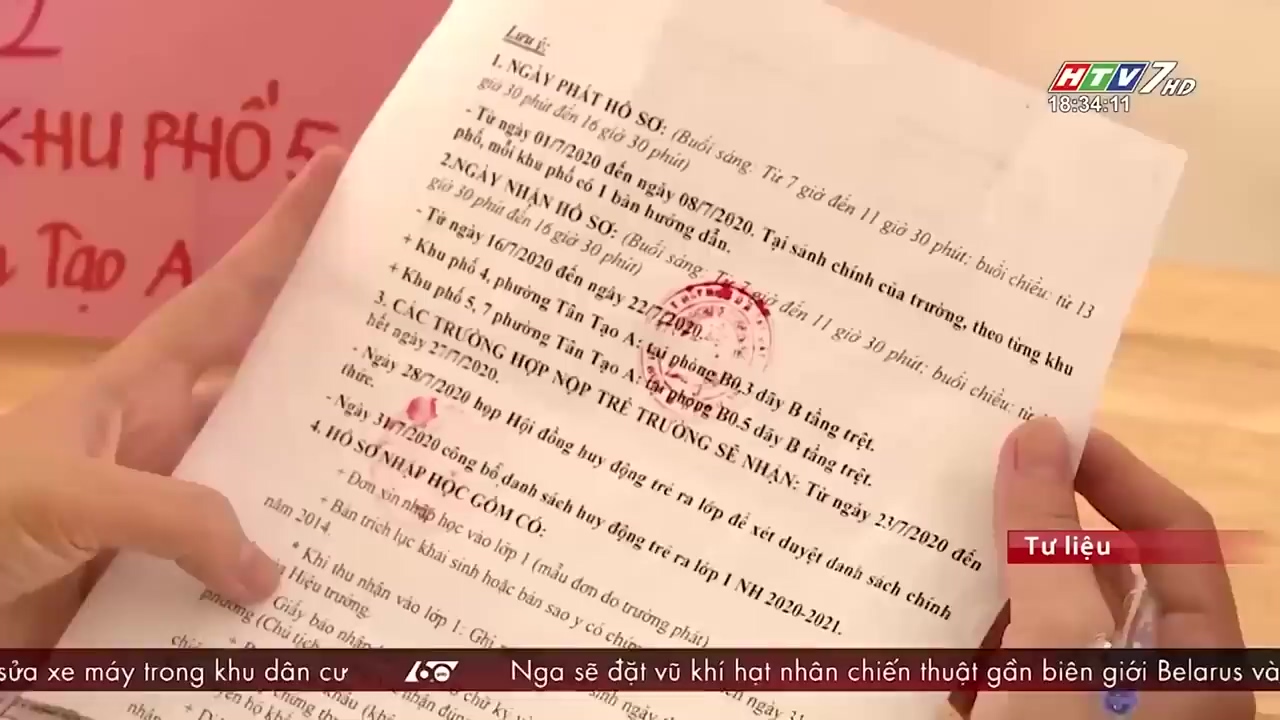 2
KHU PHỐ 5
Tạo A
HTV7 HD
18:34:11
Lưu ý:
1. NGÀY PHÁT HỒ SƠ: (Buổi sáng. Từ 7 giờ đến 11 giờ 30 phút; buổi chiều: từ 13
giờ 30 phút đến 16 giờ 30 phút)
- Từ ngày 01/7/2020 đến ngày 08/7/2020. Tại sảnh chính của trường, theo từng khu
phố, mỗi khu phố có 1 bàn hướng dẫn.
2.NGÀY NHẬN HỒ SƠ: (Buổi sáng. Từ 7 giờ đến 11 giờ 30 phút; buổi chiều: từ
giờ 30 phút đến 16 giờ 30 phút)
- Từ ngày 16/7/2020 đến ngày 22/7/2020.
+ Khu phố 4, phường Tân Tạo A: tại phòng B0.3 dãy B tầng trệt.
+ Khu phố 5, 7 phường Tân Tạo A: tại phòng B0.5 dãy B tầng trệt.
3. CÁC TRƯỜNG HỢP NỘP TRỄ TRƯỜNG SẼ NHẬN: Từ ngày 23/7/2020 đến
hết ngày 27/7/2020.
- Ngày 28/7/2020 họp Hội đồng huy động trẻ ra lớp để xét duyệt danh sách chính
thức.
- Ngày 31/7/2020 công bố danh sách huy động trẻ ra lớp 1 NH 2020-2021.
4. HỒ SƠ NHẬP HỌC GỒM CÓ:
+ Đơn xin nhập học vào lớp 1 (mẫu đơn do trường phát)
+ Bản trích lục khai sinh hoặc bản sao y có
năm 2014
* Khi thu nhận vào lớp 1: Ghi
Hiệu trưởng.
Giấy báo nhập
phường (Chủ tịch
Tư liệu
sửa xe máy trong khu dân cư
60 Nga sẽ đặt vũ khí hạt nhân chiến thuật gần biên giới Belarus và